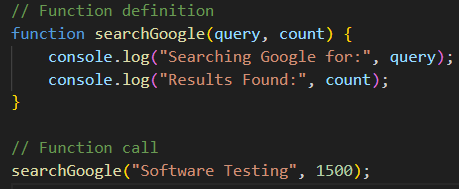 // Function definition
function searchGoogle(query, count) {
    console.log("Searching Google for:", query);
    console.log("Results Found:", count);
}

// Function call
searchGoogle("Software Testing", 1500);